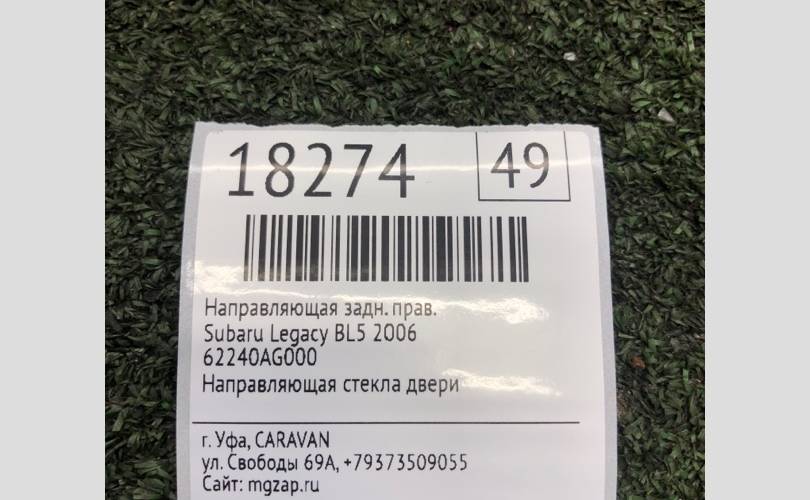 18274 49
Направляющая задн. прав.
Subaru Legacy BL5 2006
62240AG000
Направляющая стекла двери
г. Уфа, CARAVAN
ул. Свободы 69А, +79373509055
Сайт: mgzap.ru